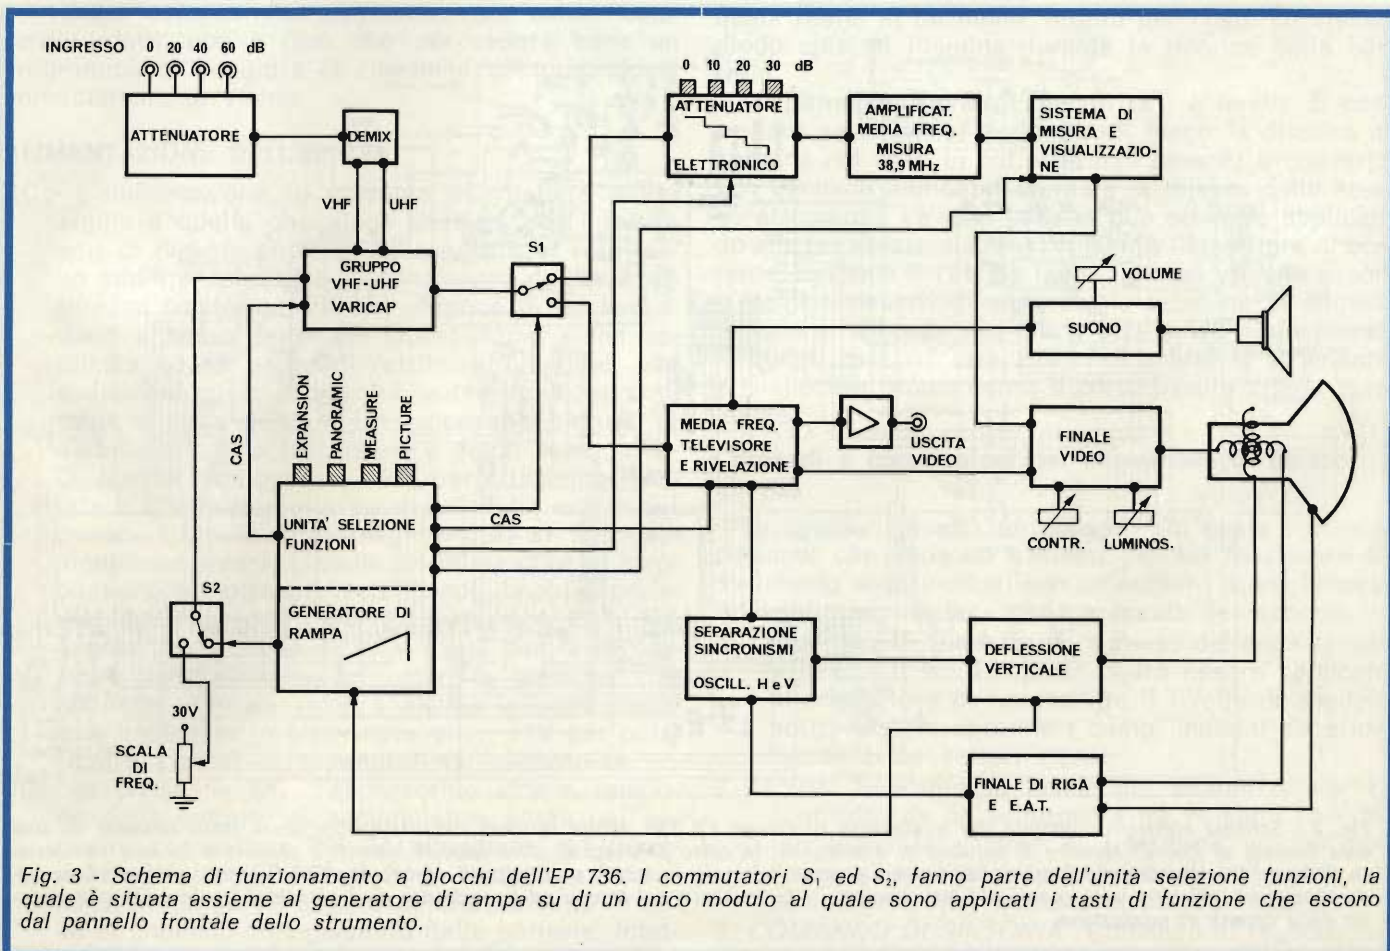 INGRESSO 0 20 40 60 dB
ATTENUATORE
DEMIX
VHF UHF
GRUPPO
VHF-UHF
VARICAP
S1
0 10 20 30 dB
ATTENUATORE
ELETTRONICO
AMPLIFICAT.
MEDIA FREQ.
MISURA
38,9 MHz
SISTEMA DI
MISURA E
VISUALIZZAZIO-
NE
VOLUME
SUONO
CAS
EXPANSION
PANORAMIC
MEASURE
PICTURE
UNITA' SELEZIONE
FUNZIONI
CAS
GENERATORE DI
RAMPA
S2
30V
SCALA
DI
FREQ.
MEDIA FREQ.
TELEVISORE
E RIVELAZIONE
USCITA
VIDEO
FINALE
VIDEO
CONTR. LUMINOS.
SEPARAZIONE
SINCRONISMI
OSCILL. H e V
DEFLESSIONE
VERTICALE
FINALE DI RIGA
E E.A.T.
Fig. 3 - Schema di funzionamento a blocchi dell'EP 736. I commutatori S₁ ed S₂, fanno parte dell'unità selezione funzioni, la
quale è situata assieme al generatore di rampa su di un unico modulo al quale sono applicati i tasti di funzione che escono
dal pannello frontale dello strumento.